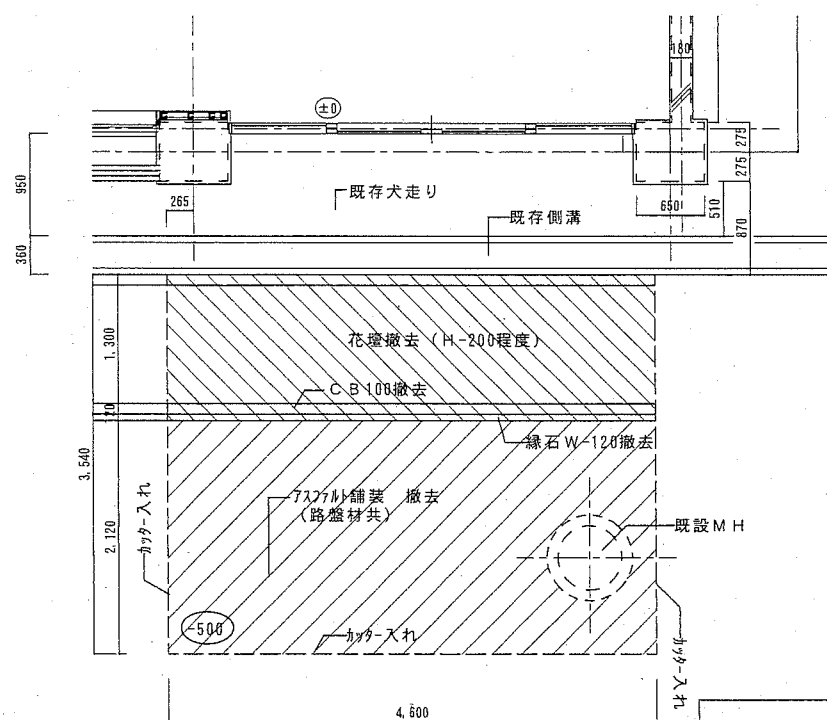 180
±0
275
275
950
既存犬走り
265
650
510
既存側溝
870
360
花壇撤去（H-200程度）
1,300
ＣＢ100撤去
120
縁石Ｗ-120撤去
3,540
ｱｽﾌｧﾙﾄ舗装　撤去
（路盤材共）
既設ＭＨ
ｶｯﾀｰ入れ
2,120
-500
ｶｯﾀｰ入れ
ｶｯﾀｰ入れ
4,600